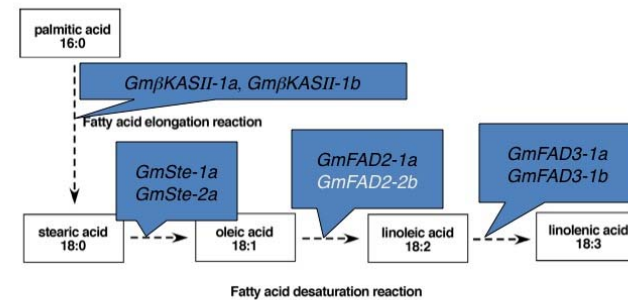 palmitic acid
16:0
GmβKASII-1a, GmβKASII-1b
Fatty acid elongation reaction
GmSte-1a
GmSte-2a
GmFAD2-1a
GmFAD2-2b
GmFAD3-1a
GmFAD3-1b
stearic acid
18:0
oleic acid
18:1
linoleic acid
18:2
linolenic acid
18:3
Fatty acid desaturation reaction